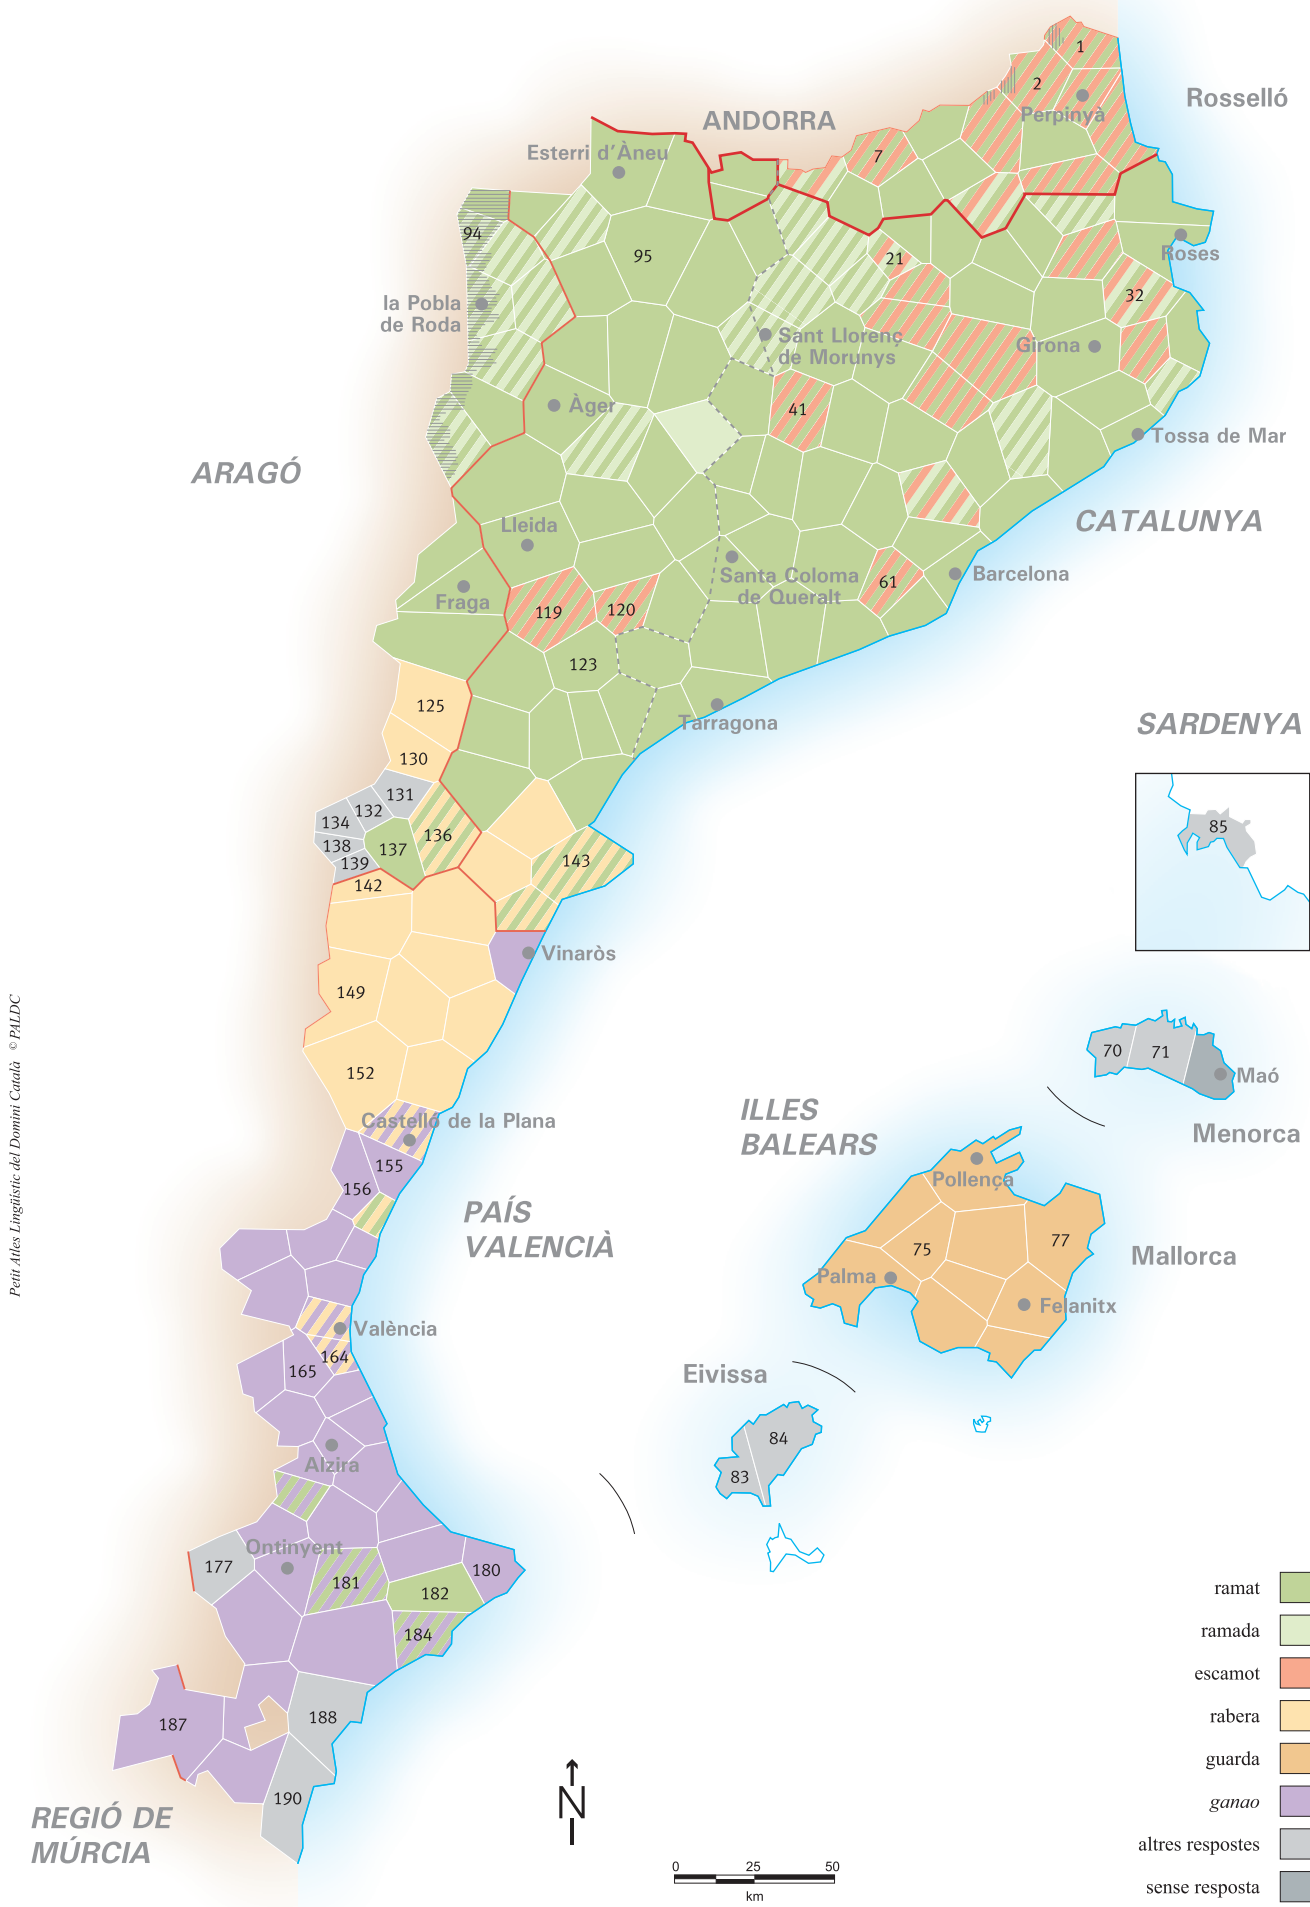 1
2
Rosselló
Perpinyà
ANDORRA
Esterri d'Àneu
7
94
95
21
Roses
32
la Pobla
de Roda
Sant Llorenç
de Morunys
Girona
Àger
41
Tossa de Mar
ARAGÓ
CATALUNYA
Lleida
Santa Coloma
de Queralt
61
Barcelona
Fraga
119
120
123
125
Tarragona
SARDENYA
130
131
132
134
136
137
138
139
85
142
143
Vinaròs
149
152
70
71
Maó
Menorca
Castelló de la Plana
ILLES
BALEARS
155
156
Pollença
PAÍS
VALENCIÀ
75
77
Mallorca
Palma
Felanitx
València
164
165
Eivissa
84
83
Alzira
Ontinyent
177
180
181
182
184
187
188
190
REGIÓ DE
MÚRCIA
N
0 25 50
km
ramat
ramada
escamot
rabera
guarda
ganao
altres respostes
sense resposta
Petit Atles Lingüístic del Domini Català © PALDC